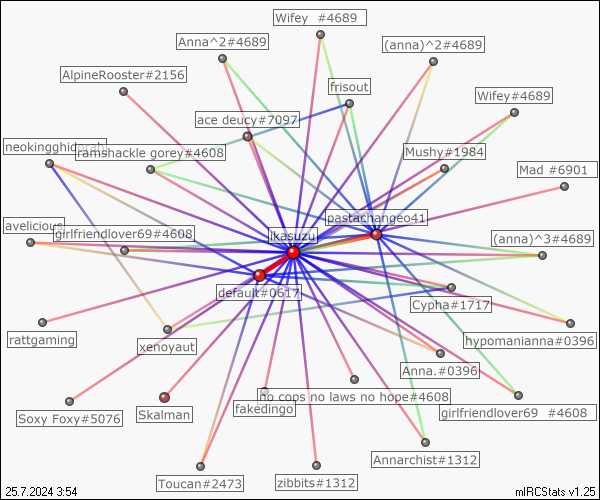 Wifey  #4689
Anna^2#4689
(anna)^2#4689
AlpineRooster#2156
frisout
Wifey#4689
ace deucy#7097
neokingghidorah
ramshackle gorey#4608
Mushy#1984
Mad #6901
pastachangeo41
avelicious
girlfriendlover69#4608
ikasuzu
(anna)^3#4689
default#0617
Cypha#1717
rattgaming
xenoyaut
hypomanianna#0396
Anna.#0396
no cops no laws no hope#4608
Soxy Foxy#5076
Skalman
fakedingo
girlfriendlover69  #4608
Annarchist#1312
Toucan#2473
zibbits#1312
25.7.2024 3:54
mIRCStats v1.25